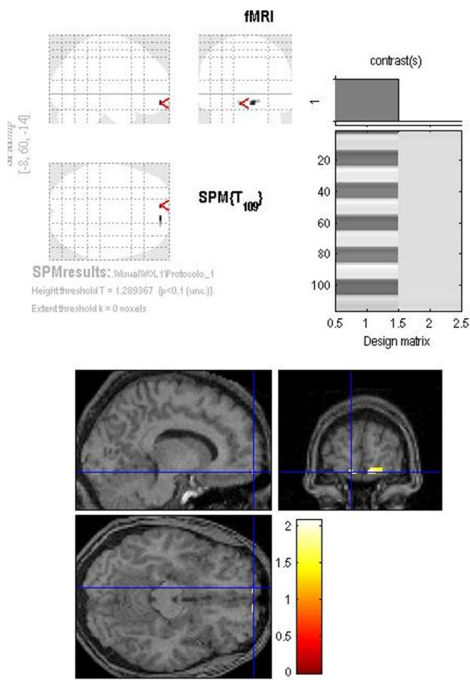 fMRI
contrast(s)
1
[-8, 60, -14]
SPM{T109}
20
40
60
80
100
0.5 1 1.5 2 2.5
Design matrix
SPMresults: .\Visual\VOL1\Protocolo_1
Height threshold T = 1.289367 {p<0.1 (unc.)}
Extent threshold k = 0 voxels
2
1.5
1
0.5
0